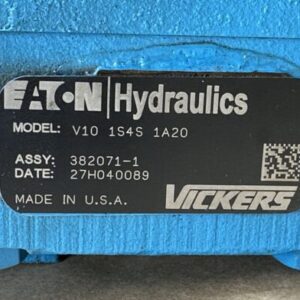 EATON Hydraulics
MODEL: V10 1S4S 1A20
ASSY: 382071-1
DATE: 27H040089
MADE IN U.S.A.
VICKERS